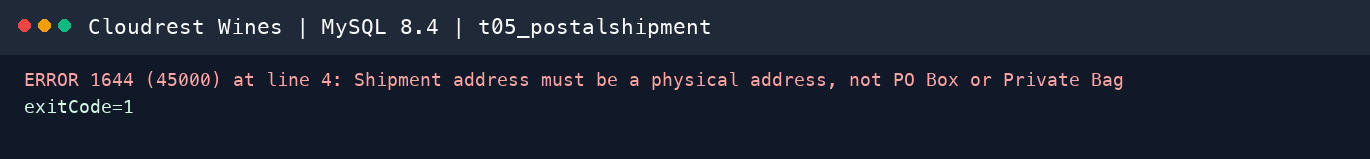 Cloudrest Wines | MySQL 8.4 | t05_postalshipment
ERROR 1644 (45000) at line 4: Shipment address must be a physical address, not PO Box or Private Bag
exitCode=1